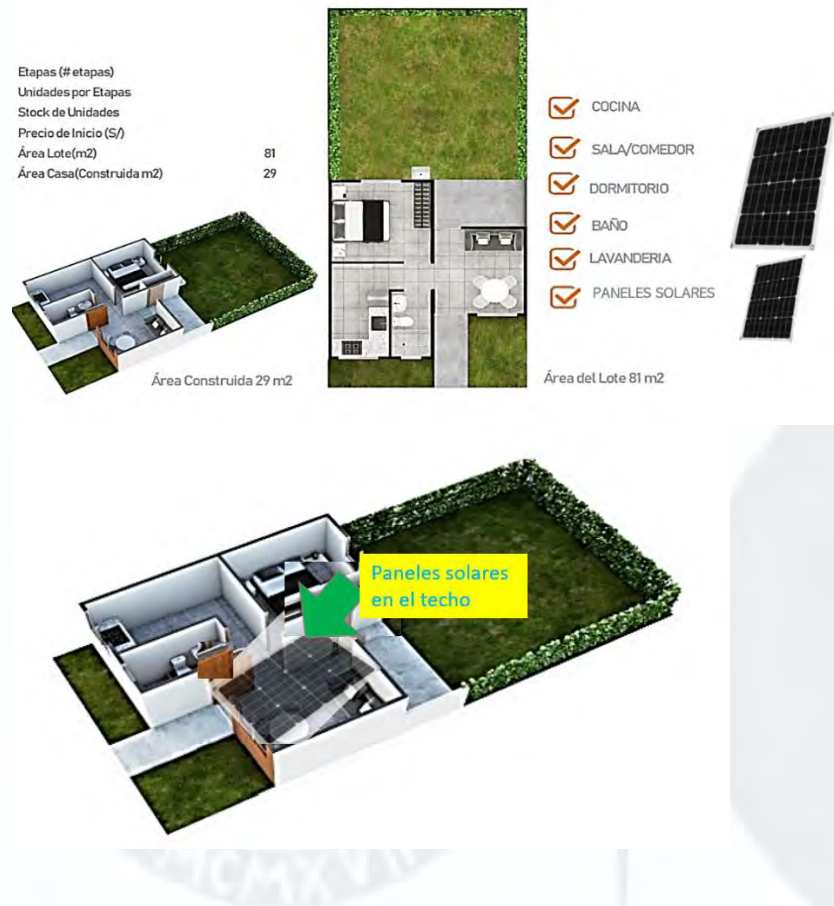 Etapas (# etapas)
Unidades por Etapas
Stock de Unidades
Precio de Inicio (S/)
Área Lote(m2) 81
Área Casa(Construida m2) 29
Área Construida 29 m2
COCINA
SALA/COMEDOR
DORMITORIO
BAÑO
LAVANDERIA
PANELES SOLARES
Área del Lote 81 m2
Paneles solares
en el techo